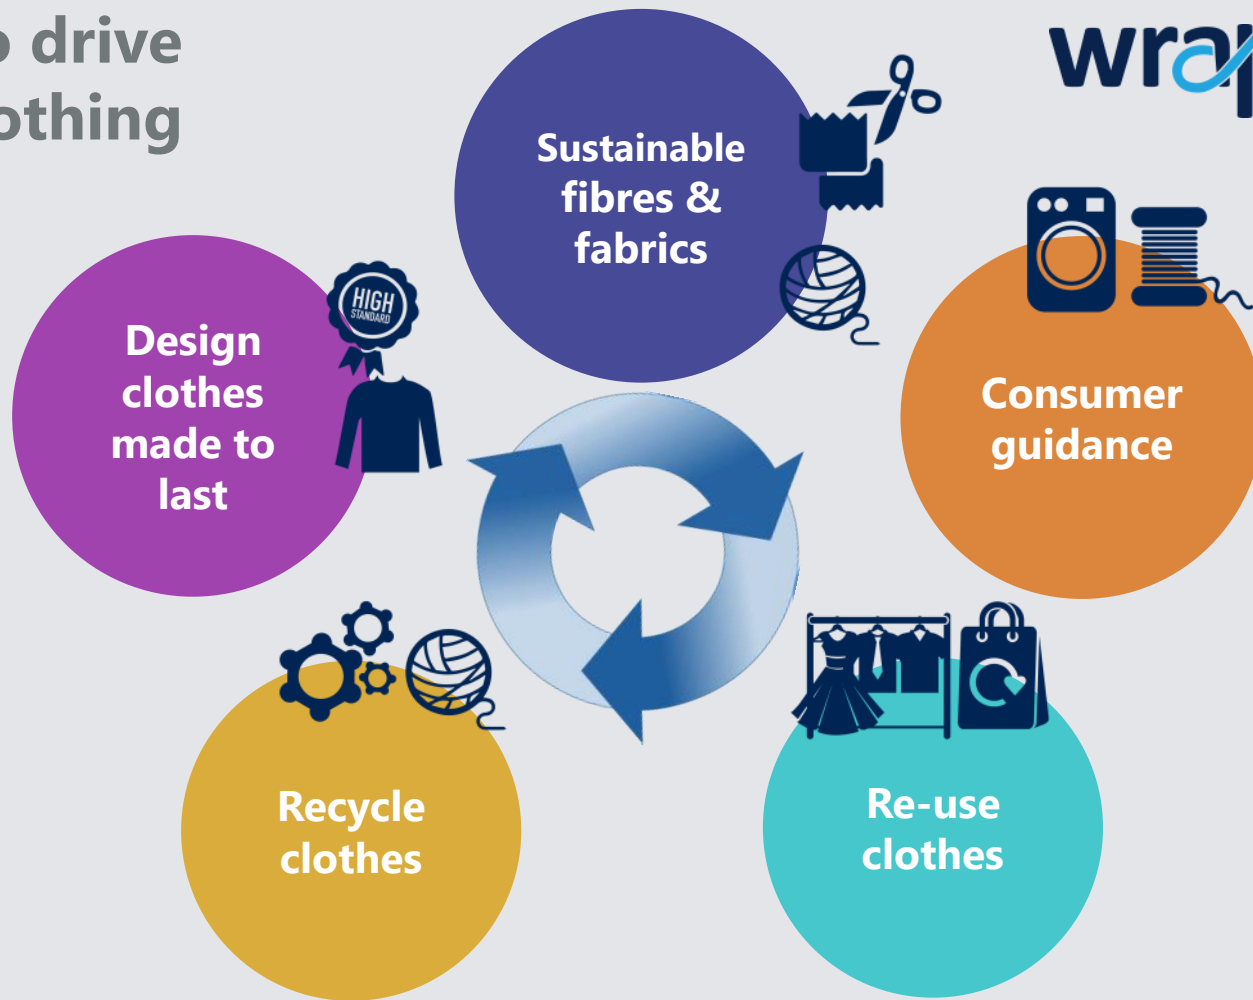 o drive
othing
wrap
Sustainable
fibres &
fabrics
HIGH
STANDARD
Design
clothes
made to
last
Consumer
guidance
Recycle
clothes
Re-use
clothes